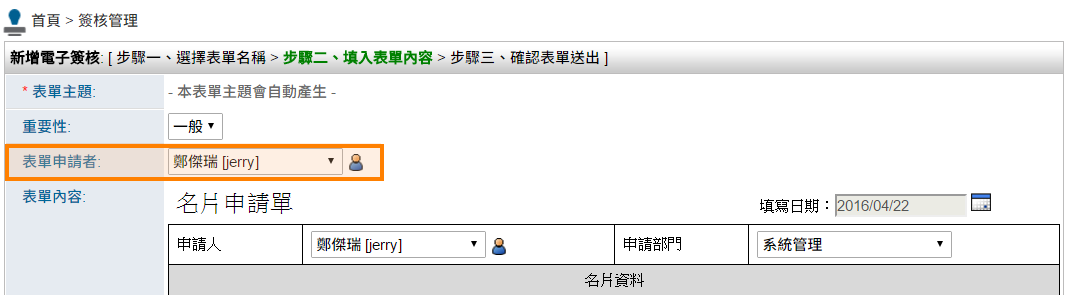 首頁 > 簽核管理
新增電子簽核: [ 步驟一、選擇表單名稱 > 步驟二、填入表單內容 > 步驟三、確認表單送出 ]
* 表單主題: - 本表單主題會自動產生 -
重要性: 一般
表單申請者: 鄭傑瑞 [jerry]
表單內容: 名片申請單 填寫日期：2016/04/22
申請人 鄭傑瑞 [jerry] 申請部門 系統管理
名片資料